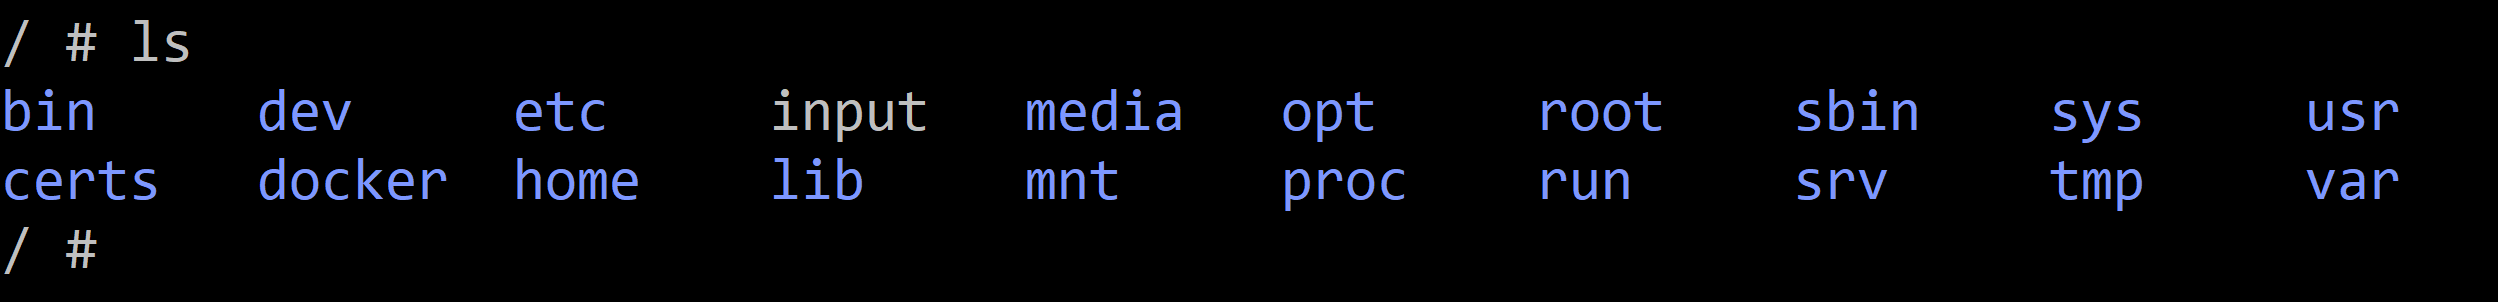 / # ls
bin dev etc input media opt root sbin sys usr
certs docker home lib mnt proc run srv tmp var
/ #